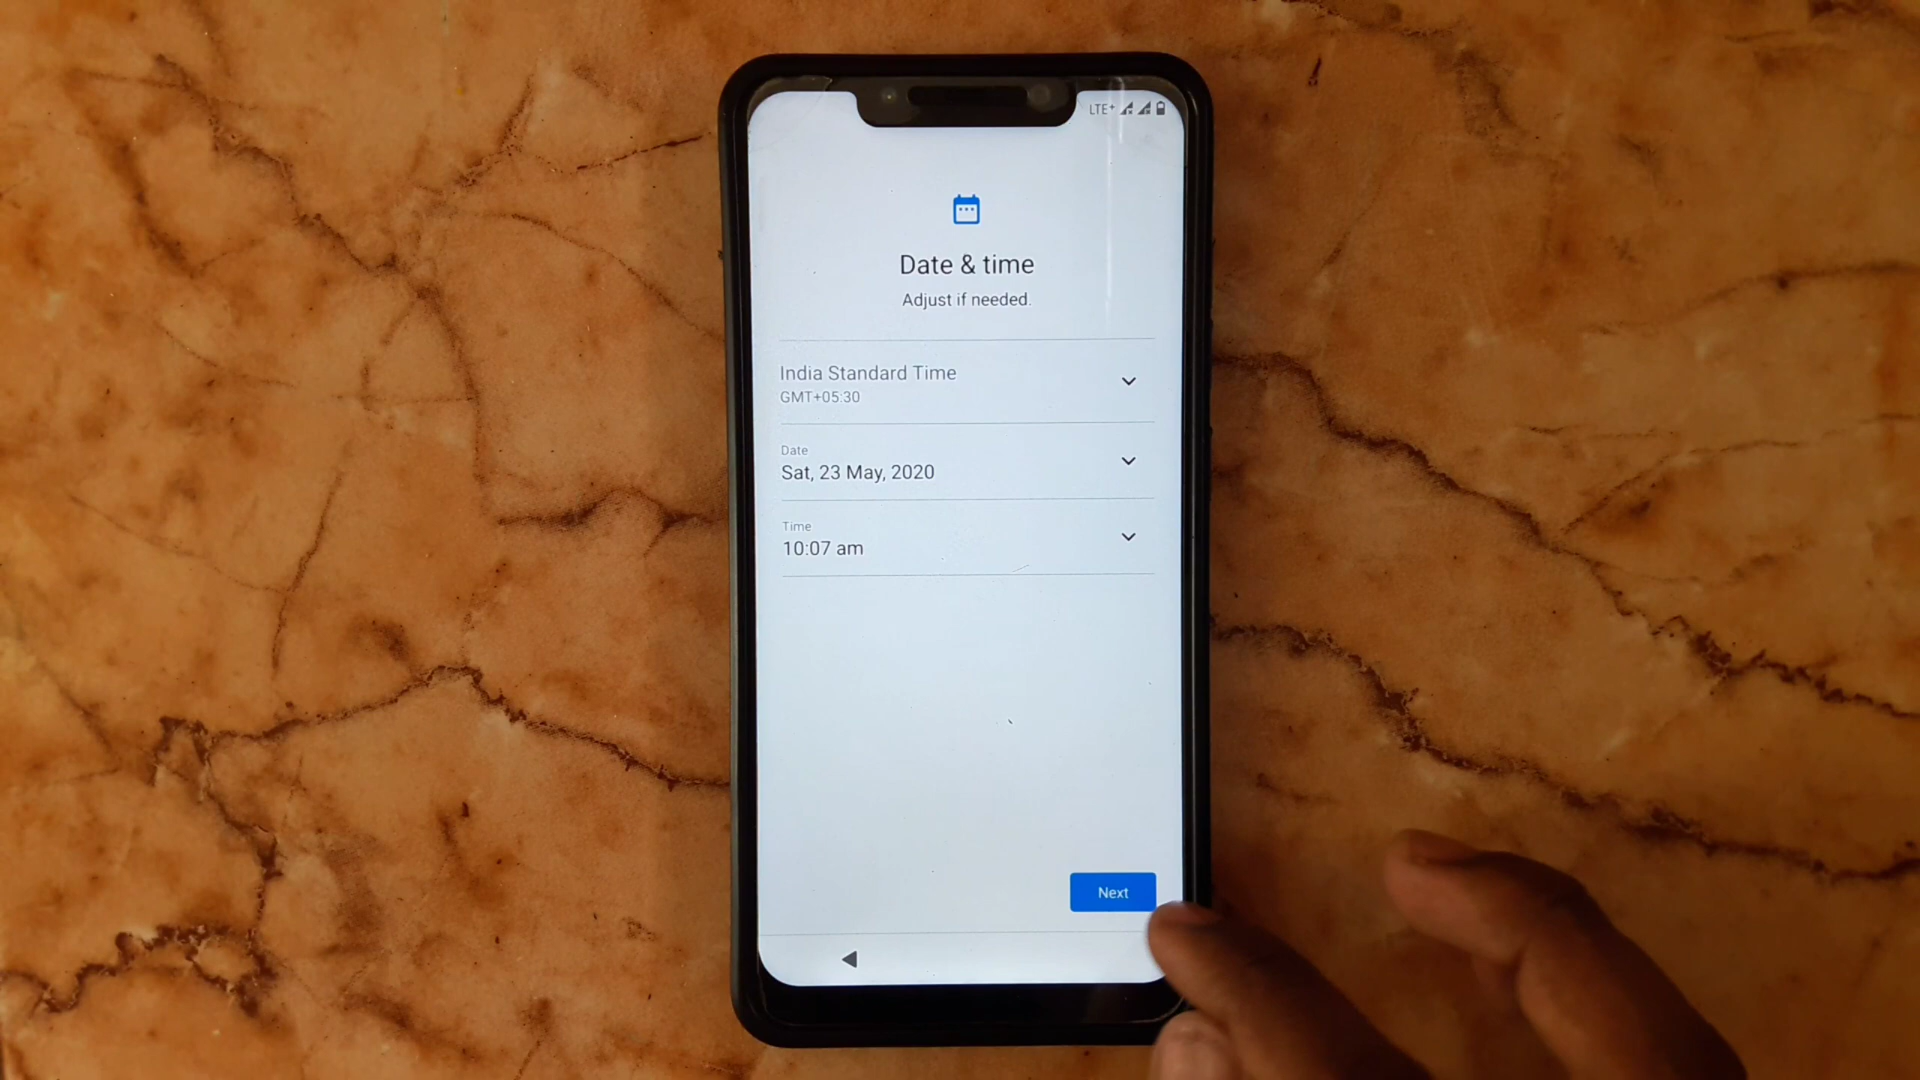 LTE+
Date & time
Adjust if needed.
India Standard Time
GMT+05:30
Date
Sat, 23 May, 2020
Time
10:07 am
Next